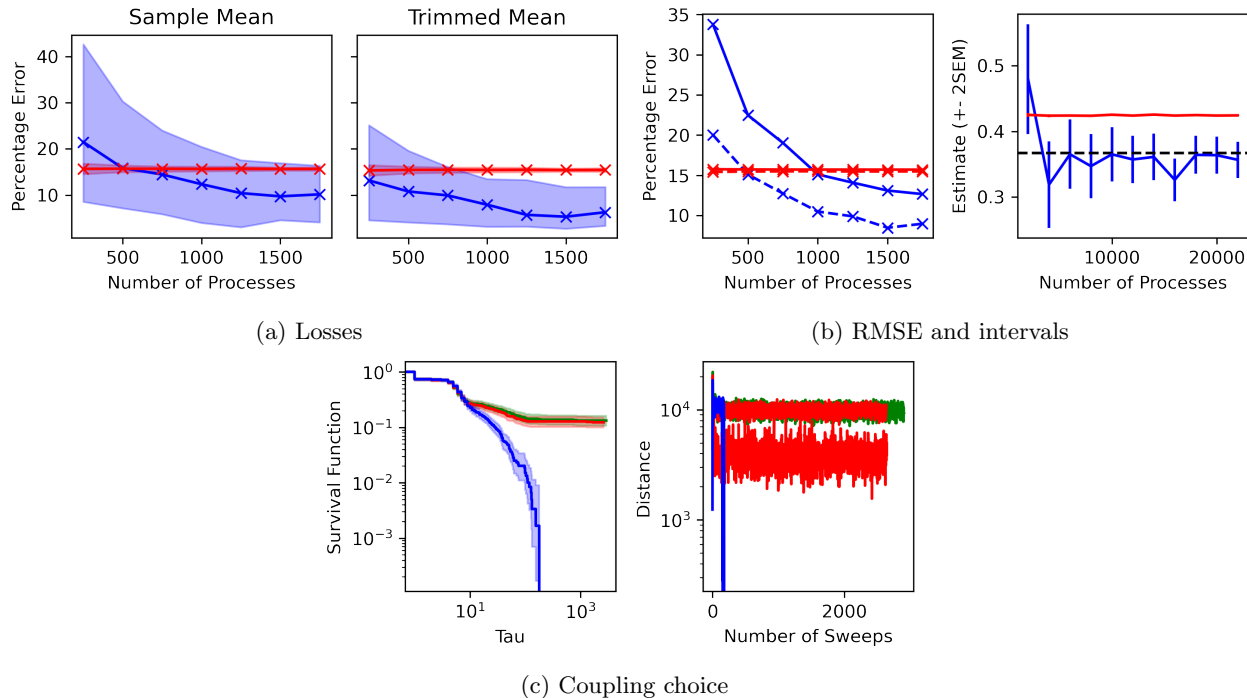 Sample Mean
Trimmed Mean
Percentage Error
40
30
20
10
500 1000 1500
500 1000 1500
Number of Processes
Number of Processes
(a) Losses
Percentage Error
35
30
25
20
15
10
500 1000 1500
Number of Processes
Estimate (+- 2SEM)
0.5
0.4
0.3
10000 20000
Number of Processes
(b) RMSE and intervals
Survival Function
10^0
10^-1
10^-2
10^-3
10^1 10^3
Tau
Distance
10^4
10^3
0 2000
Number of Sweeps
(c) Coupling choice